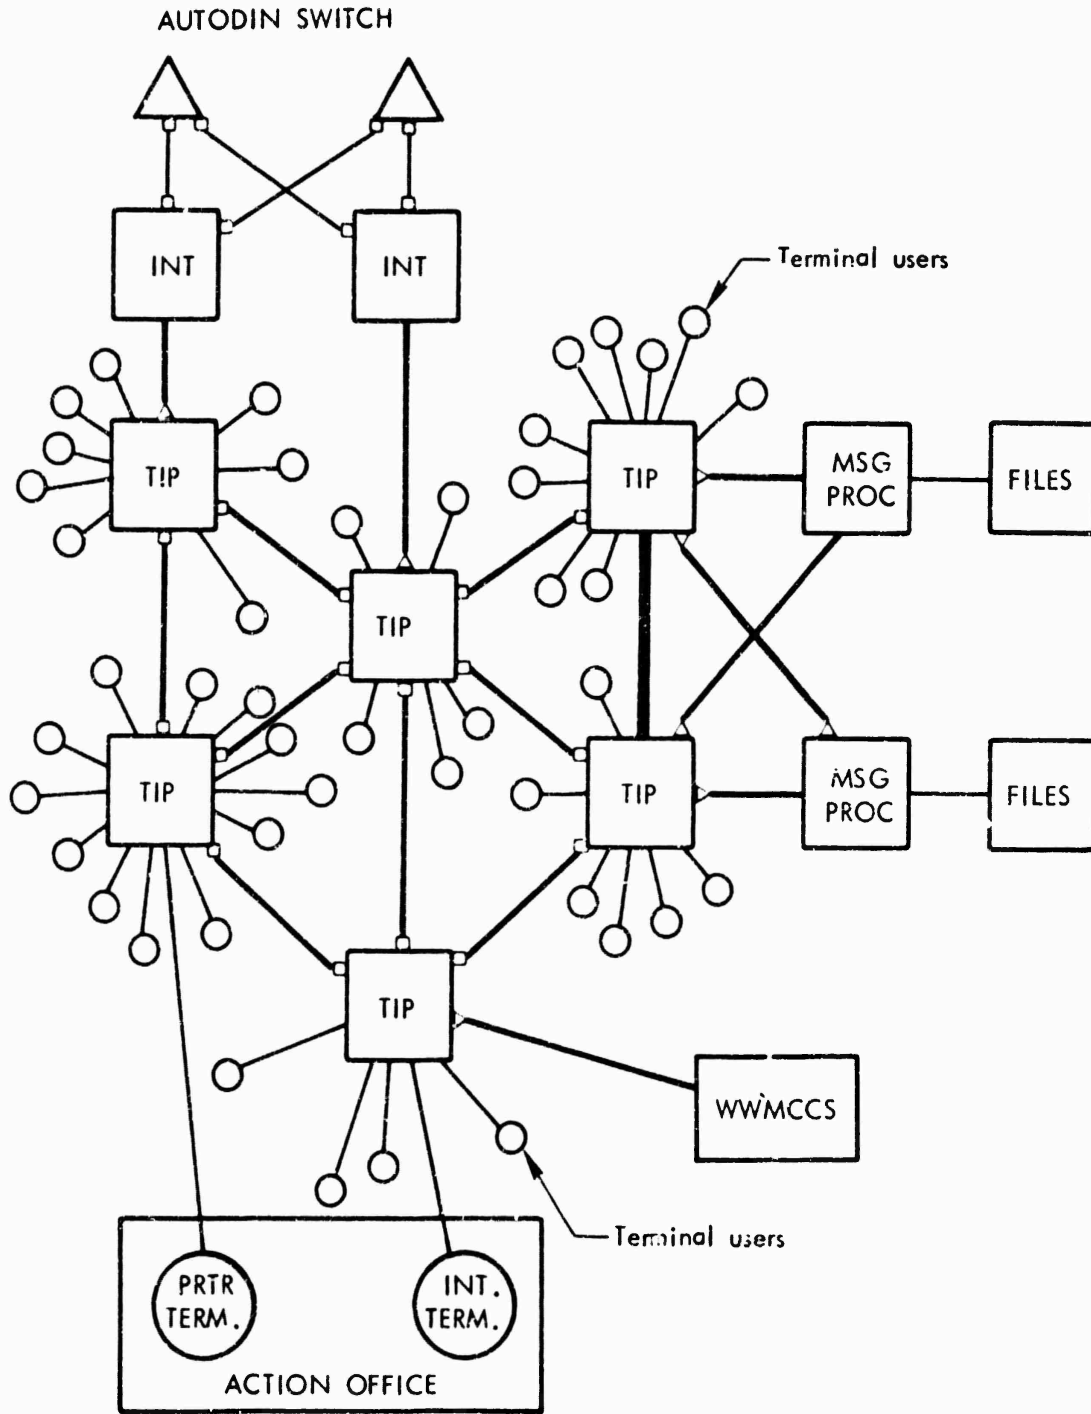 AUTODIN SWITCH
INT
INT
Terminal users
TIP
TIP
MSG
PROC
FILES
TIP
TIP
TIP
MSG
PROC
FILES
TIP
WWMCCS
Terminal users
PRTR
TERM.
INT.
TERM.
ACTION OFFICE